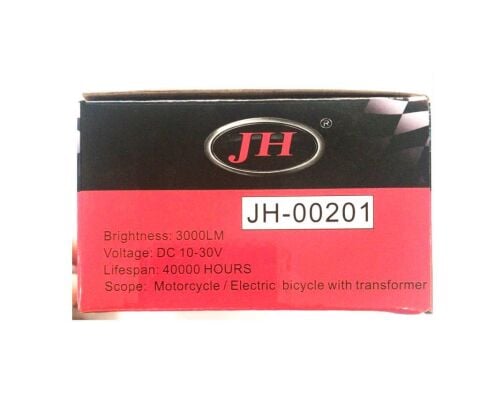 JH ®
JH-00201
Brightness: 3000LM
Voltage: DC 10-30V
Lifespan: 40000 HOURS
Scope: Motorcycle / Electric bicycle with transformer